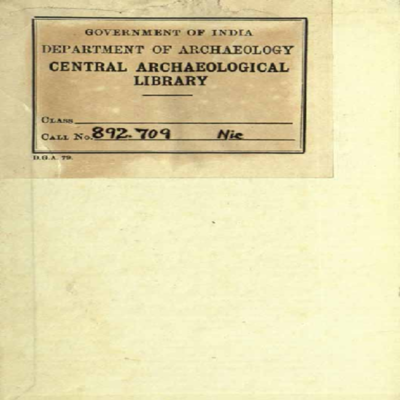 GOVERNMENT OF INDIA
DEPARTMENT OF ARCHAEOLOGY
CENTRAL ARCHAEOLOGICAL
LIBRARY
CLASS
CALL No. 892.709 Nic
D.G.A. 79.